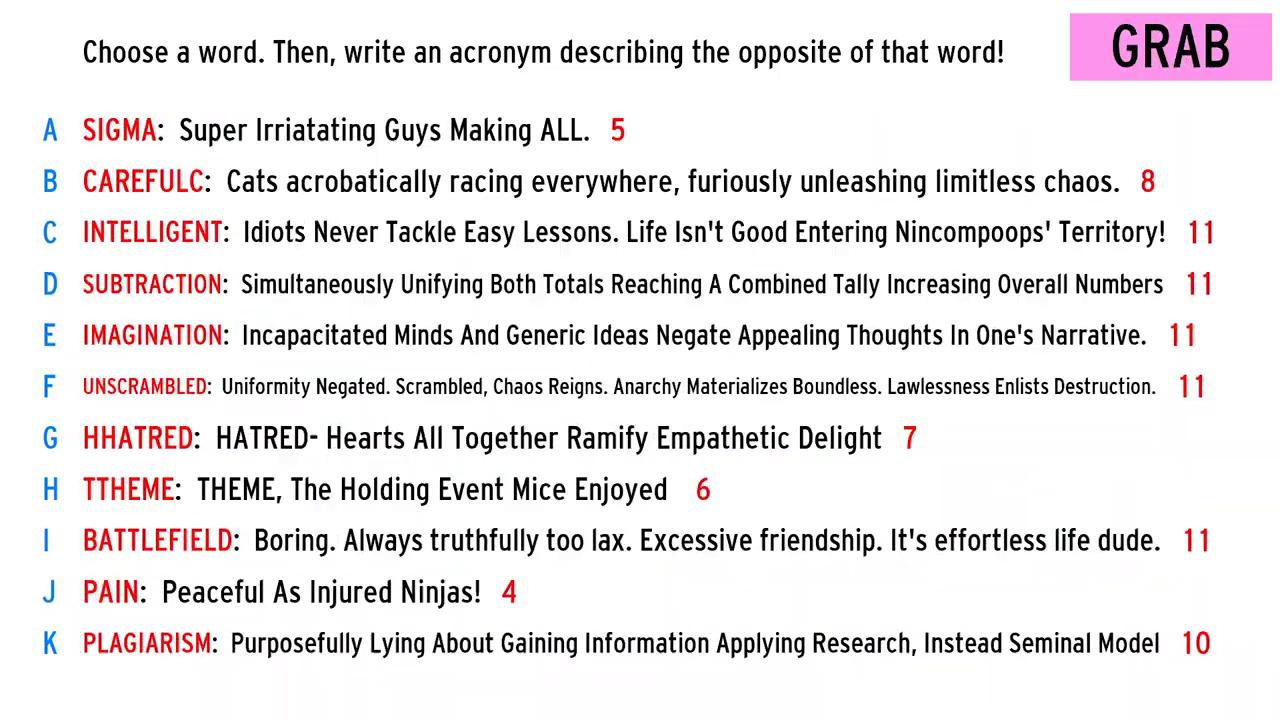 Choose a word. Then, write an acronym describing the opposite of that word!
GRAB
A SIGMA: Super Irriatating Guys Making ALL. 5
B CAREFULC: Cats acrobatically racing everywhere, furiously unleashing limitless chaos. 8
C INTELLIGENT: Idiots Never Tackle Easy Lessons. Life Isn't Good Entering Nincompoops' Territory! 11
D SUBTRACTION: Simultaneously Unifying Both Totals Reaching A Combined Tally Increasing Overall Numbers 11
E IMAGINATION: Incapacitated Minds And Generic Ideas Negate Appealing Thoughts In One's Narrative. 11
F UNSCRAMBLED: Uniformity Negated. Scrambled, Chaos Reigns. Anarchy Materializes Boundless. Lawlessness Enlists Destruction. 11
G HHATRED: HATRED- Hearts All Together Ramify Empathetic Delight 7
H TTHEME: THEME, The Holding Event Mice Enjoyed 6
I BATTLEFIELD: Boring. Always truthfully too lax. Excessive friendship. It's effortless life dude. 11
J PAIN: Peaceful As Injured Ninjas! 4
K PLAGIARISM: Purposefully Lying About Gaining Information Applying Research, Instead Seminal Model 10